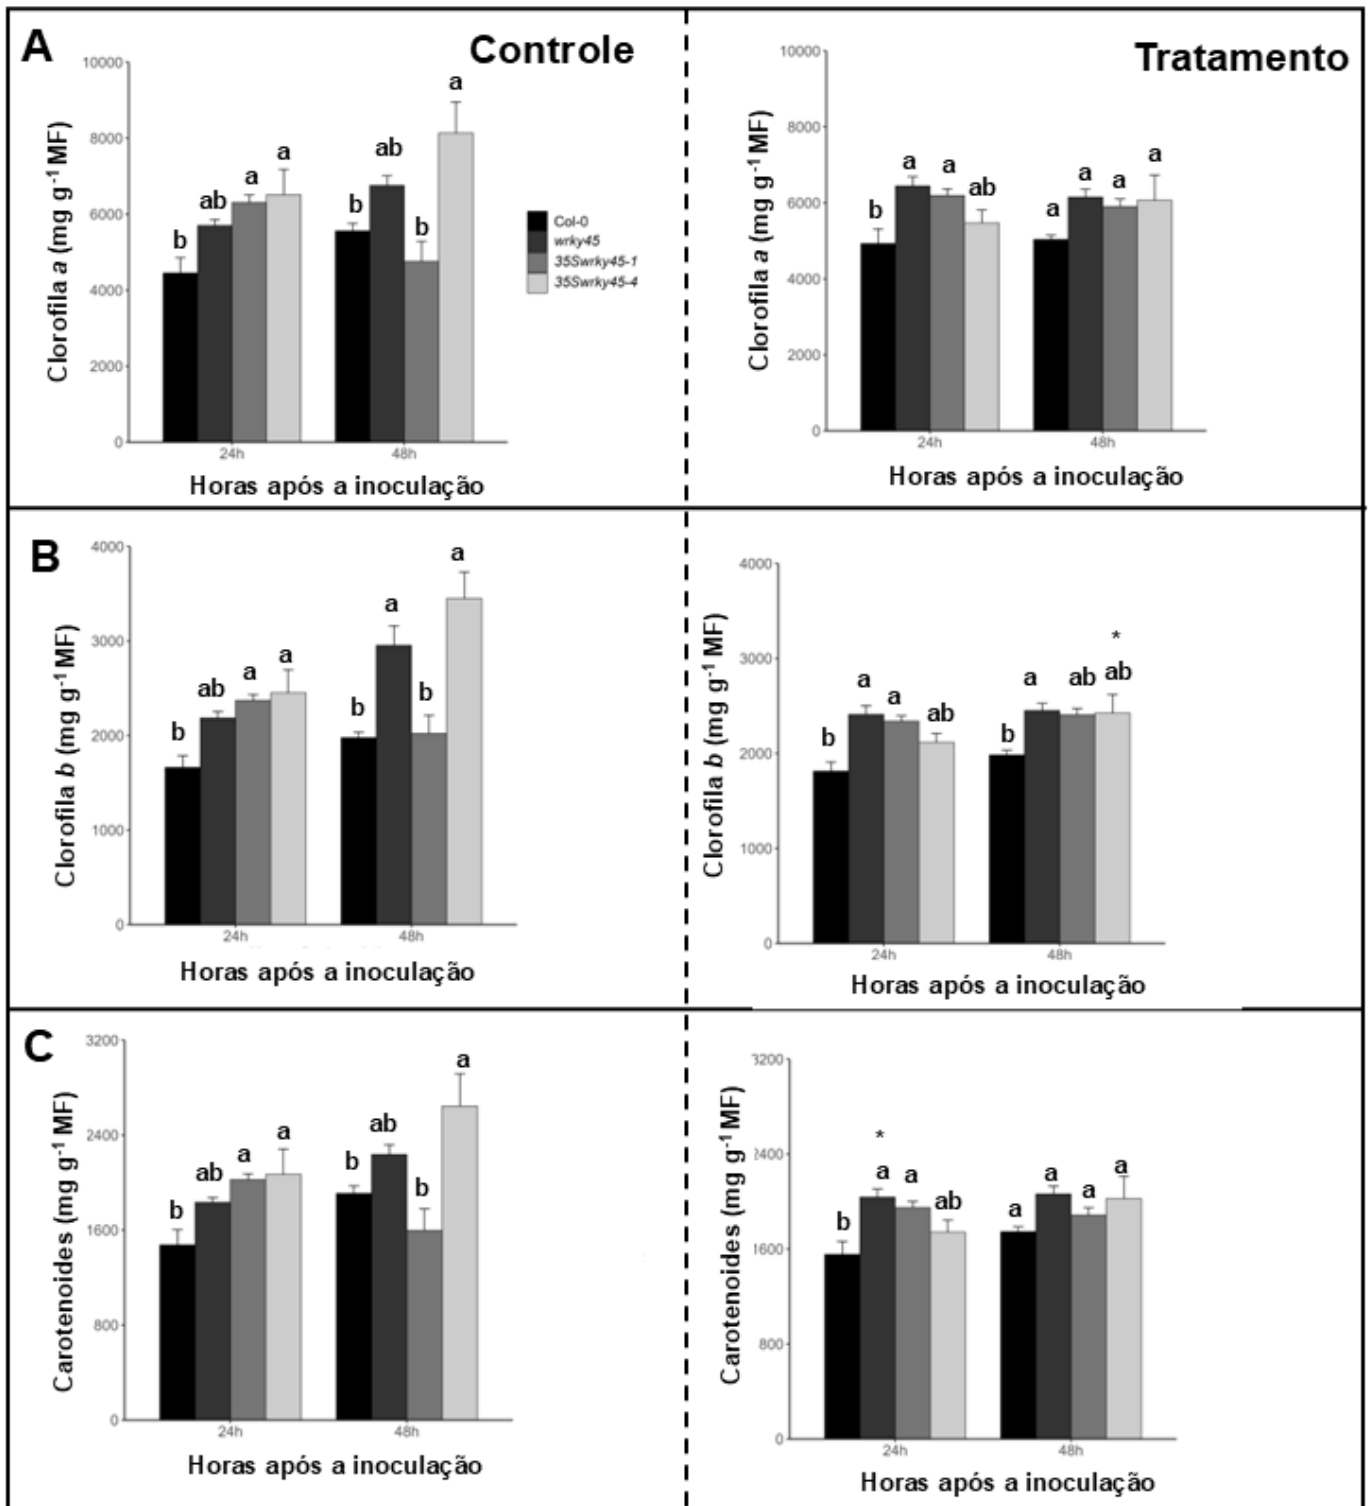 A
Controle
Tratamento
Clorofila a (mg g-1 MF)
10000
8000
6000
4000
2000
0
b
ab
a
a
b
ab
b
a
24h
48h
Horas após a inoculação
Col-0
wrky45
35Swrky45-1
35Swrky45-4
Clorofila a (mg g-1 MF)
10000
8000
6000
4000
2000
0
b
a
a
ab
a
a
a
a
24h
48h
Horas após a inoculação
B
Clorofila b (mg g-1 MF)
4000
3000
2000
1000
0
b
ab
a
a
b
a
b
a
24h
48h
Horas após a inoculação
Clorofila b (mg g-1 MF)
4000
3000
2000
1000
0
b
a
a
ab
b
a
ab
*
ab
24h
48h
Horas após a inoculação
C
Carotenoides (mg g-1 MF)
3200
2400
1600
800
0
b
ab
a
a
b
ab
b
a
24h
48h
Horas após a inoculação
Carotenoides (mg g-1 MF)
3200
2400
1600
800
0
b
*
a
a
ab
a
a
a
a
24h
48h
Horas após a inoculação